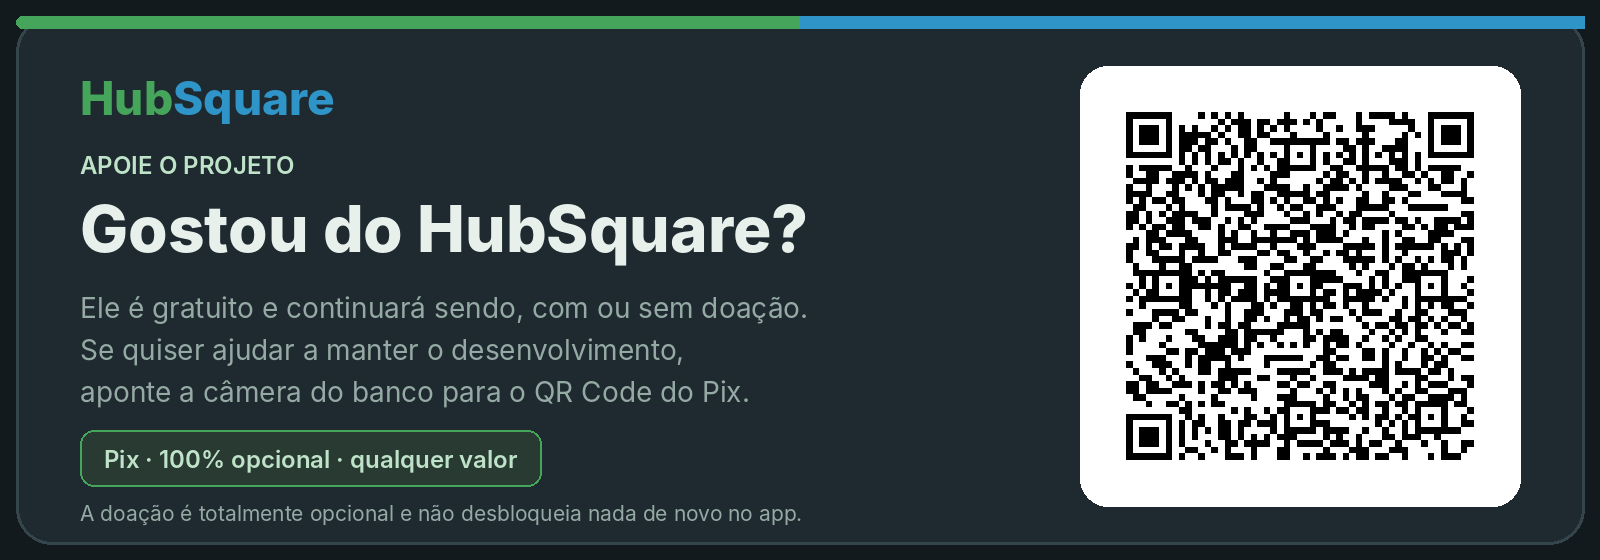 HubSquare
APOIE O PROJETO
Gostou do HubSquare?
Ele é gratuito e continuará sendo, com ou sem doação.
Se quiser ajudar a manter o desenvolvimento,
aponte a câmera do banco para o QR Code do Pix.
Pix · 100% opcional · qualquer valor
A doação é totalmente opcional e não desbloqueia nada de novo no app.